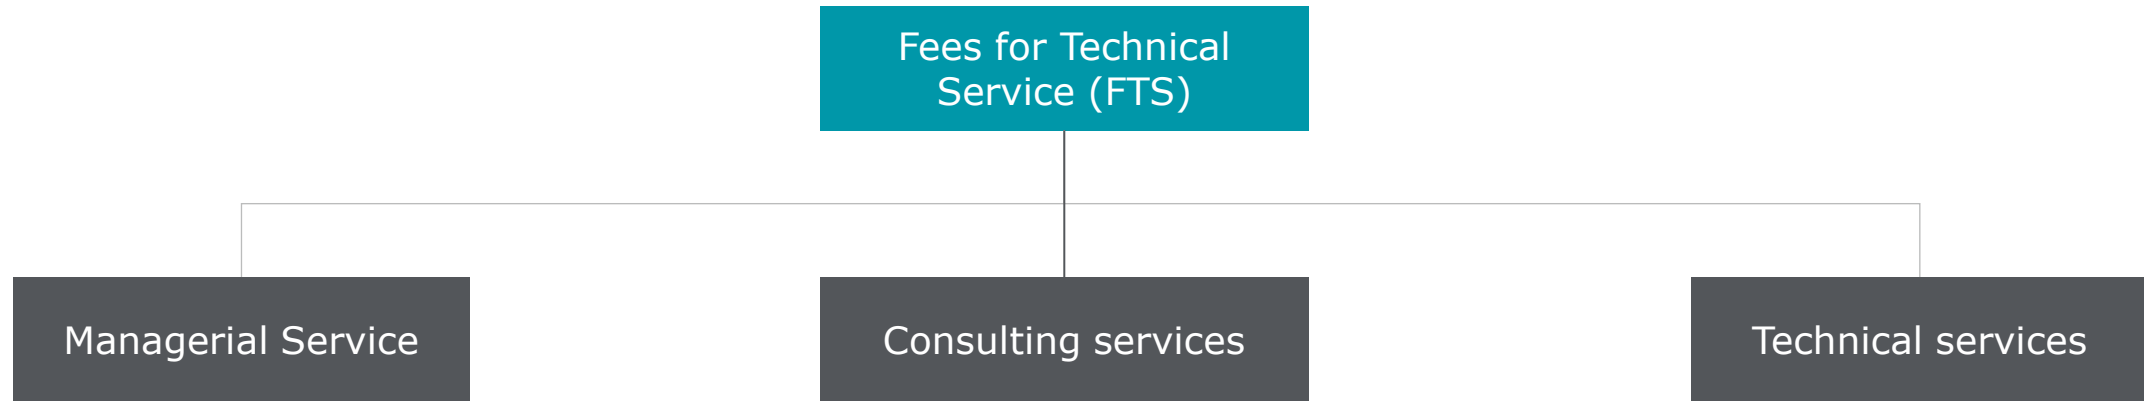 Fees for Technical
Service (FTS)
Managerial Service
Consulting services
Technical services